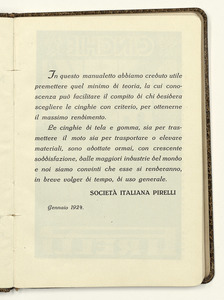 In questo manualetto abbiamo creduto utile
premettere quel minimo di teoria, la cui cono-
scenza può facilitare il compito di chi desidera
scegliere le cinghie con criterio, per ottenerne
il massimo rendimento.
Le cinghie di tela e gomma, sia per tras-
mettere il moto sia per trasportare o elevare
materiali, sono adottate ormai, con crescente
soddisfazione, dalle maggiori industrie del mondo
e noi siamo convinti che esse si renderanno,
in breve volger di tempo, di uso generale.
SOCIETÀ ITALIANA PIRELLI
Gennaio 1924.